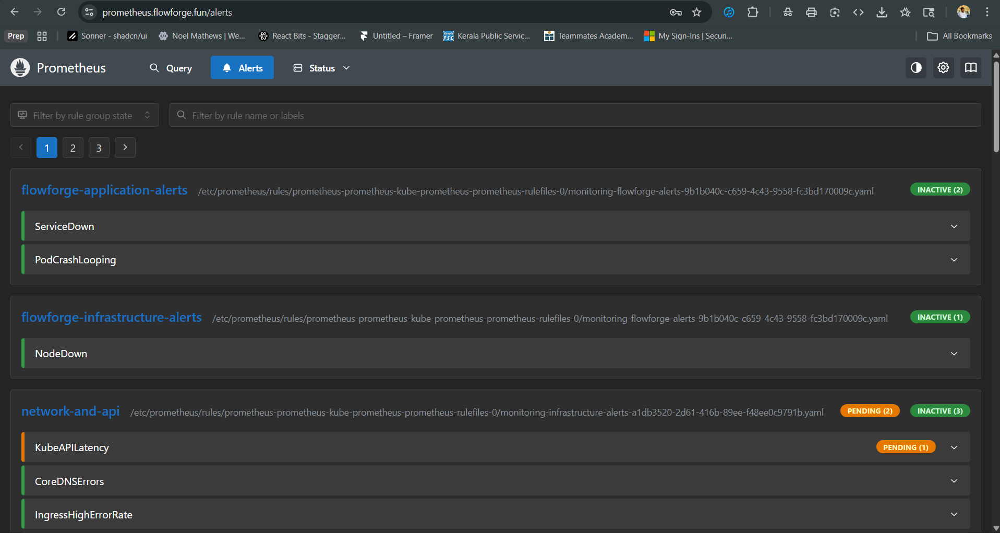 prometheus.flowforge.fun/alerts
Prep
Sonner - shadcn/ui
Noel Mathews | We...
React Bits - Stagger...
Untitled – Framer
Kerala PSC
Kerala Public Servic...
Teammates Academ...
My Sign-Ins | Securi...
All Bookmarks
Prometheus
Query
Alerts
Status
Filter by rule group state
Filter by rule name or labels
1
2
3
flowforge-application-alerts /etc/prometheus/rules/prometheus-prometheus-kube-prometheus-prometheus-rulefiles-0/monitoring-flowforge-alerts-9b1b040c-c659-4c43-9558-fc3bd170009c.yaml INACTIVE (2)
ServiceDown
PodCrashLooping
flowforge-infrastructure-alerts /etc/prometheus/rules/prometheus-prometheus-kube-prometheus-prometheus-rulefiles-0/monitoring-flowforge-alerts-9b1b040c-c659-4c43-9558-fc3bd170009c.yaml INACTIVE (1)
NodeDown
network-and-api /etc/prometheus/rules/prometheus-prometheus-kube-prometheus-prometheus-rulefiles-0/monitoring-infrastructure-alerts-a1db3520-2d61-416b-89ee-f48ee0c9791b.yaml PENDING (2) INACTIVE (3)
KubeAPILatency PENDING (1)
CoreDNSErrors
IngressHighErrorRate